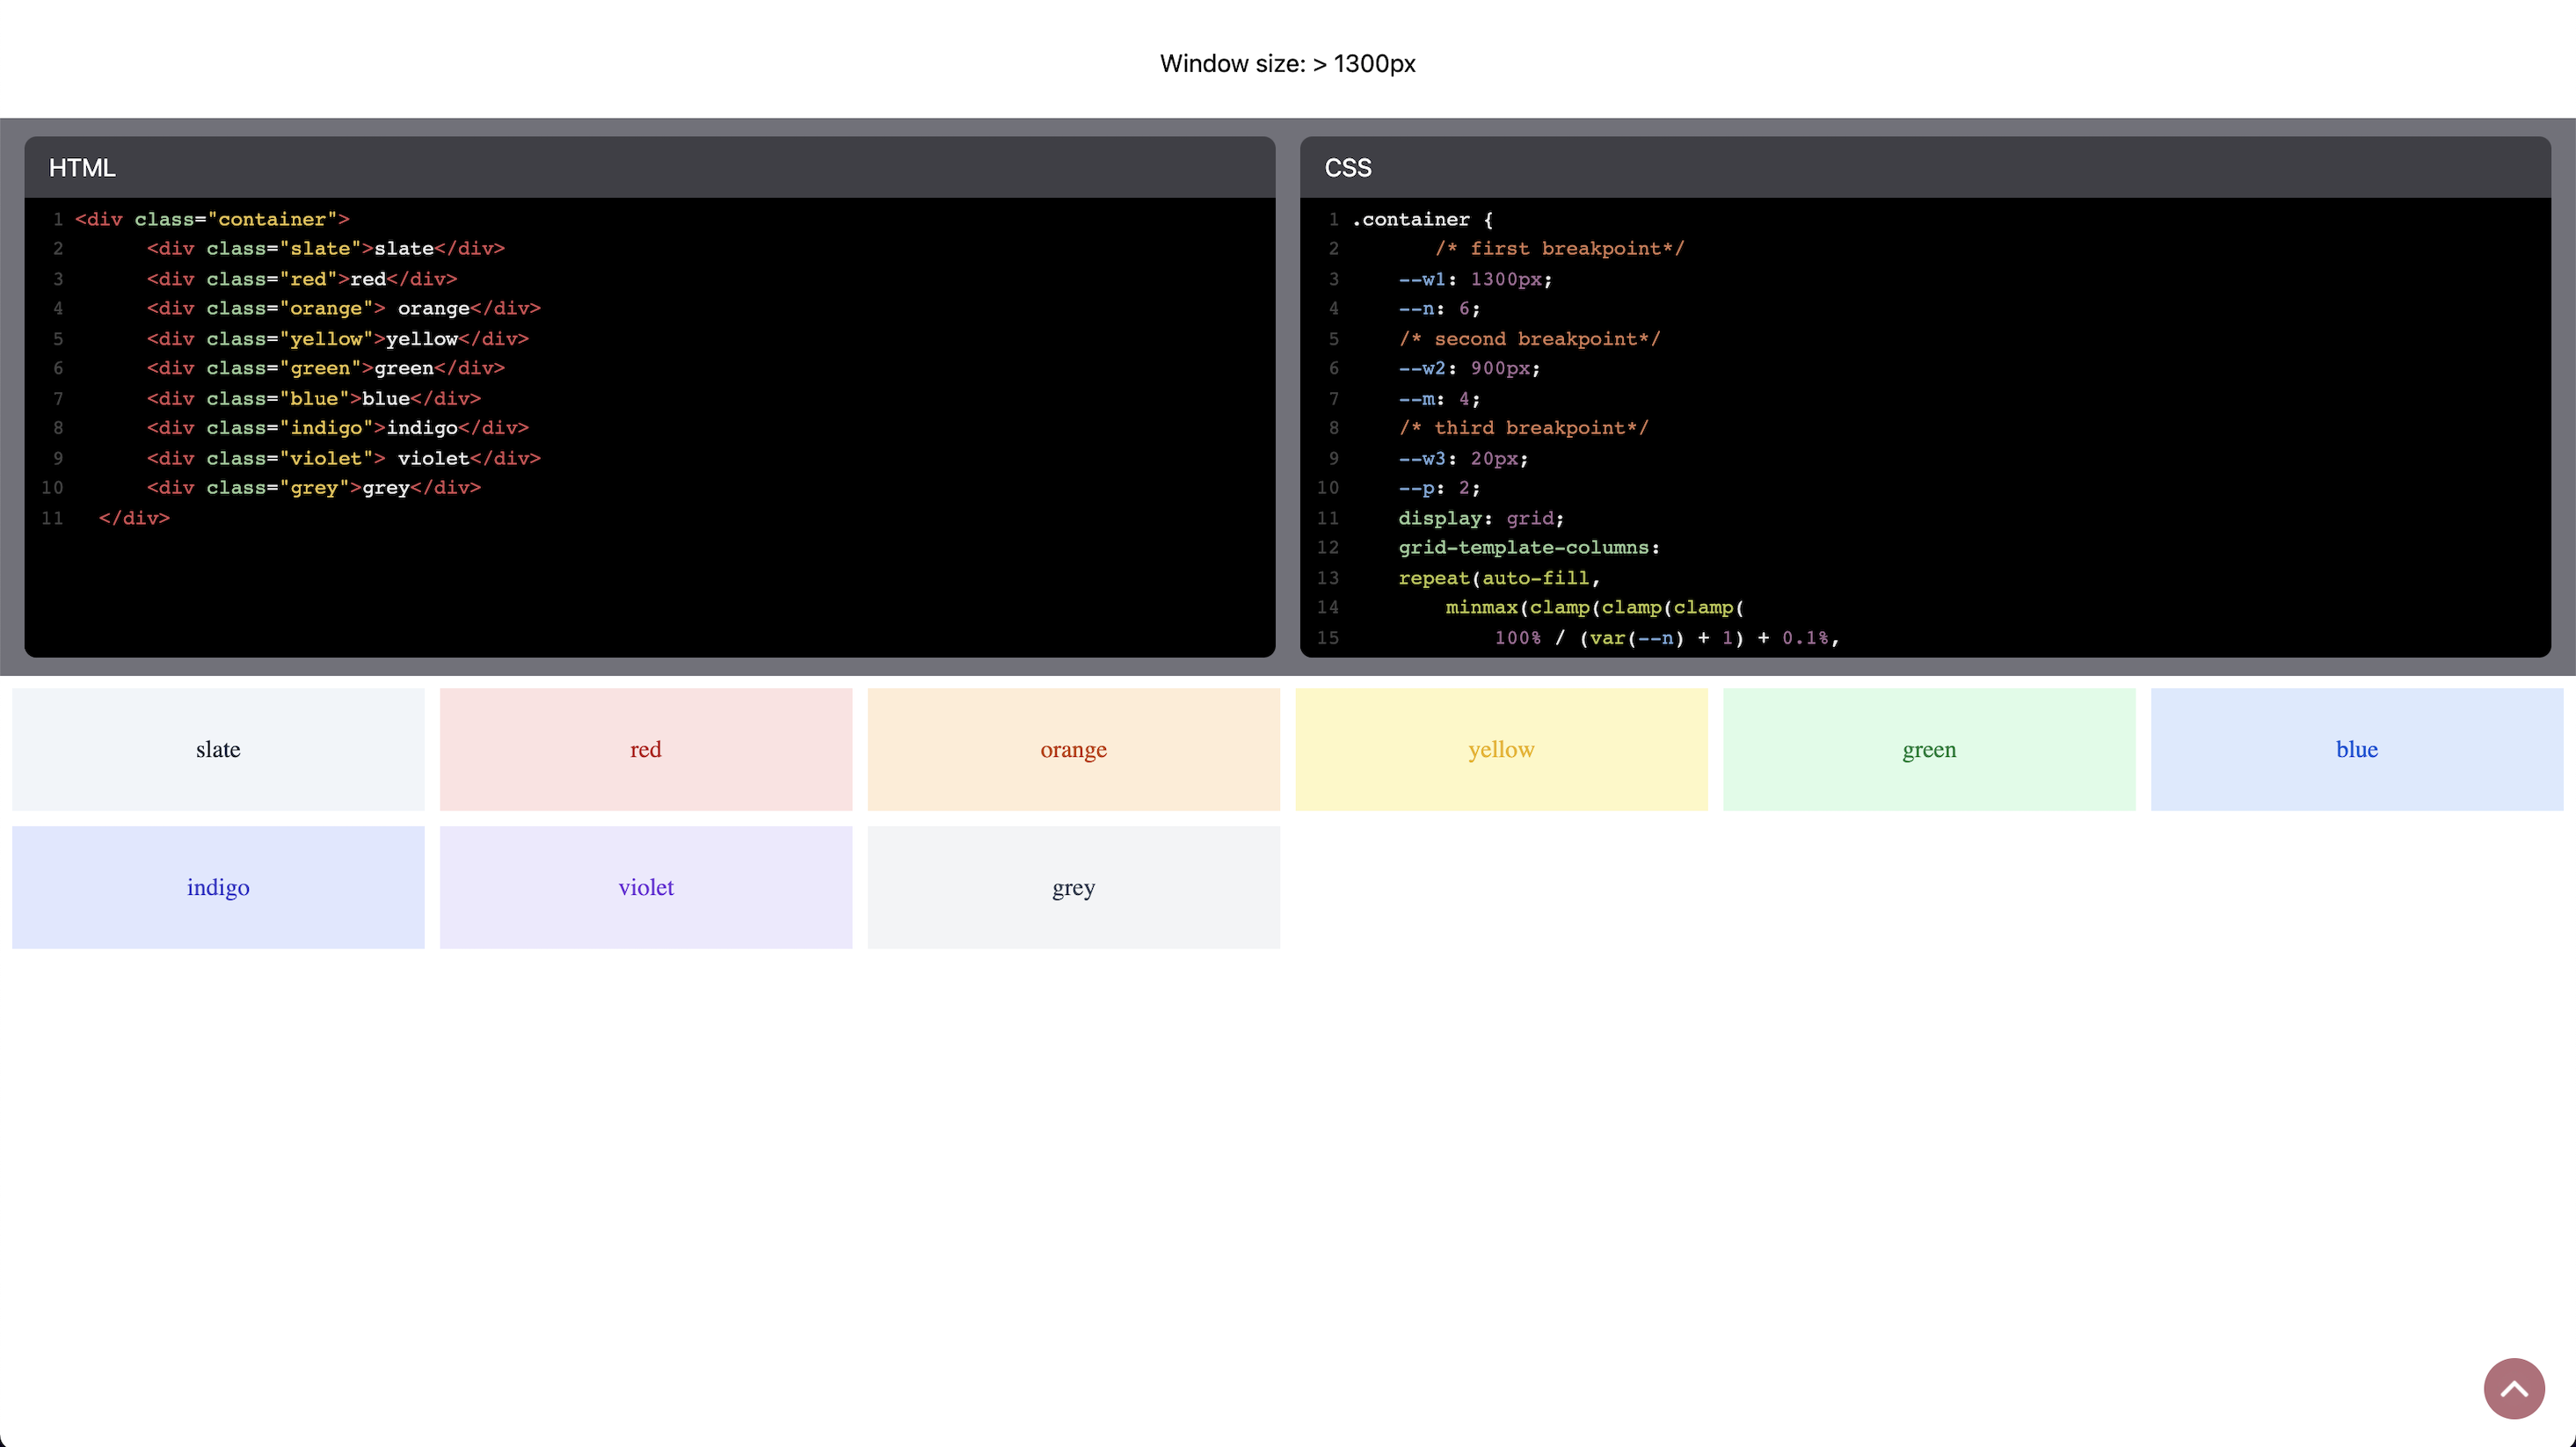 Window size: > 1300px
HTML
1 <div class="container">
2 <div class="slate">slate</div>
3 <div class="red">red</div>
4 <div class="orange"> orange</div>
5 <div class="yellow">yellow</div>
6 <div class="green">green</div>
7 <div class="blue">blue</div>
8 <div class="indigo">indigo</div>
9 <div class="violet"> violet</div>
10 <div class="grey">grey</div>
11 </div>
CSS
1 .container {
2 /* first breakpoint*/
3 --w1: 1300px;
4 --n: 6;
5 /* second breakpoint*/
6 --w2: 900px;
7 --m: 4;
8 /* third breakpoint*/
9 --w3: 20px;
10 --p: 2;
11 display: grid;
12 grid-template-columns:
13 repeat(auto-fill,
14 minmax(clamp(clamp(clamp(
15 100% / (var(--n) + 1) + 0.1%,
slate red orange yellow green blue
indigo violet grey